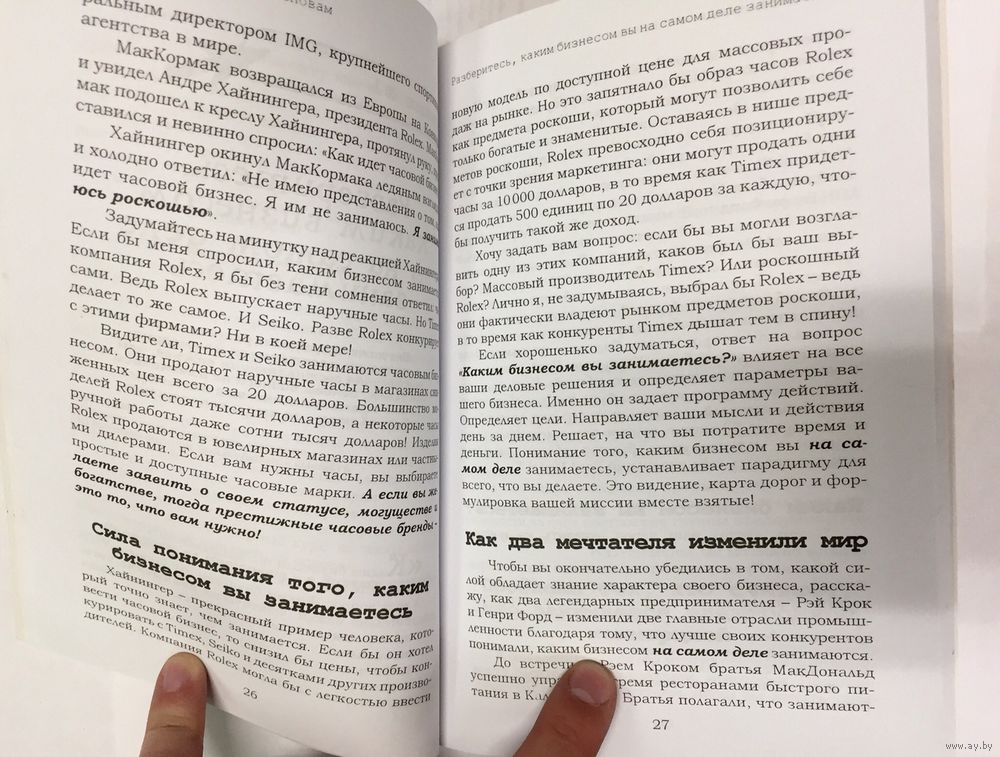 ральным директором IMG, крупнейшего
агентства в мире.
МакКормак возвращался из Европы на
и увидел Андре Хайнингера, президента Rolex.
мак подошел к креслу Хайнингера, протянул руку,
ставился и невинно спросил: «Как идет часовой
Хайнингер окинул МакКормака ледяным
и холодно ответил: «Не имею представления о
идет часовой бизнес. Я им не занимаюсь. Я
юсь роскошью».
Задумайтесь на минутку над реакцией
Если бы меня спросили, каким бизнесом
компания Rolex, я бы без тени сомнения ответил:
сами. Ведь Rolex выпускает наручные часы. Но
делает то же самое. И Seiko. Разве Rolex
с этими фирмами? Ни в коей мере!
Видите ли, Timex и Seiko занимаются часовым
несом. Они продают наручные часы в магазинах
женных цен всего за 20 долларов. Большинство
делей Rolex стоят тысячи долларов, а некоторые часы
ручной работы даже сотни тысяч долларов! Изделия
Rolex продаются в ювелирных магазинах или
ми дилерами. Если вам нужны часы, вы выбираете
простые и доступные часовые марки. А если вы же-
лаете заявить о своем статусе, могуществе и
богатстве, тогда престижные часовые бренды -
это то, что вам нужно!
Сила понимания того, каким
бизнесом вы занимаетесь
Хайнингер – прекрасный пример человека, кото-
рый точно знает, чем занимается. Если бы он хотел
вести часовой бизнес, то снизил бы цены, чтобы кон-
курировать с Timex, Seiko и десятками других произво-
дителей. Компания Rolex могла бы с легкостью ввести
26
Разберитесь, каким бизнесом вы на самом деле
новую модель по доступной цене для массовых про-
даж на рынке. Но это запятнало бы образ часов Rolex
как предмета роскоши, который могут позволить себе
только богатые и знаменитые. Оставаясь в нише пред-
метов роскоши, Rolex превосходно себя позициониру-
ет с точки зрения маркетинга: они могут продать одни
часы за 10 000 долларов, в то время как Timex придет-
ся продать 500 единиц по 20 долларов за каждую, что-
бы получить такой же доход.
Хочу задать вам вопрос: если бы вы могли возгла-
вить одну из этих компаний, каков был бы ваш вы-
бор? Массовый производитель Timex? Или роскошный
Rolex? Лично я, не задумываясь, выбрал бы Rolex – ведь
они фактически владеют рынком предметов роскоши,
в то время как конкуренты Timex дышат тем в спину!
Если хорошенько задуматься, ответ на вопрос
«Каким бизнесом вы занимаетесь?» влияет на все
ваши деловые решения и определяет параметры ва-
шего бизнеса. Именно он задает программу действий.
Определяет цели. Направляет ваши мысли и действия
день за днем. Решает, на что вы потратите время и
деньги. Понимание того, каким бизнесом вы на са-
мом деле занимаетесь, устанавливает парадигму для
всего, что вы делаете. Это видение, карта дорог и фор-
мулировка вашей миссии вместе взятые!
Как два мечтателя изменили мир
Чтобы вы окончательно убедились в том, какой си-
лой обладает знание характера своего бизнеса, расска-
жу, как два легендарных предпринимателя – Рэй Крок
и Генри Форд – изменили две главные отрасли промыш-
ленности благодаря тому, что лучше своих конкурентов
понимали, каким бизнесом на самом деле занимаются.
До встречи Рэем Кроком братья МакДональд
успешно ресторанами быстрого пи-
тания в Братья полагали, что занимают-
27
www.ay.by